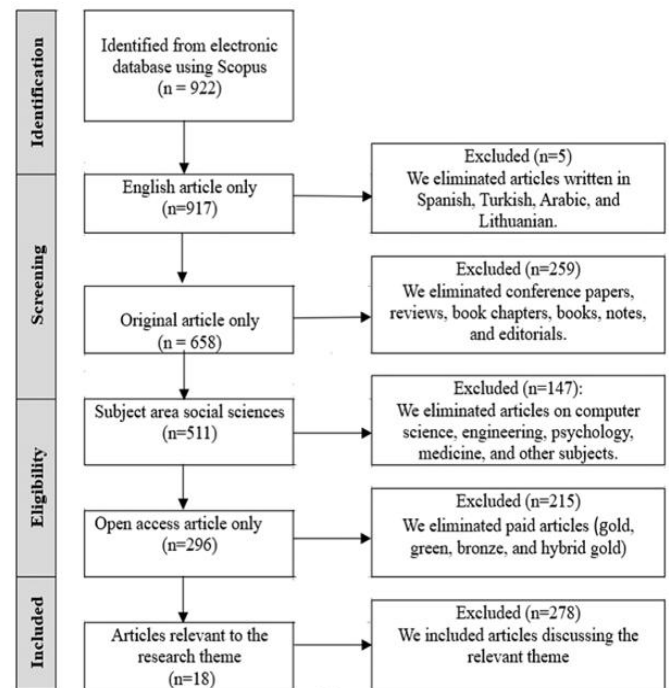 Identification
Identified from electronic
database using Scopus
(n = 922)
Screening
English article only
(n=917)
Excluded (n=5)
We eliminated articles written in
Spanish, Turkish, Arabic, and
Lithuanian.
Original article only
(n = 658)
Excluded (n=259)
We eliminated conference papers,
reviews, book chapters, books, notes,
and editorials.
Eligibility
Subject area social sciences
(n=511)
Excluded (n=147):
We eliminated articles on computer
science, engineering, psychology,
medicine, and other subjects.
Open access article only
(n=296)
Excluded (n=215)
We eliminated paid articles (gold,
green, bronze, and hybrid gold)
Included
Articles relevant to the
research theme
(n=18)
Excluded (n=278)
We included articles discussing the
relevant theme